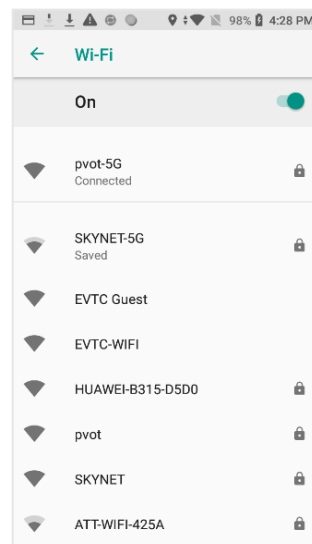 98% 4:28 PM
Wi-Fi
On
pvot-5G
Connected
SKYNET-5G
Saved
EVTC Guest
EVTC-WIFI
HUAWEI-B315-D5D0
pvot
SKYNET
ATT-WIFI-425A